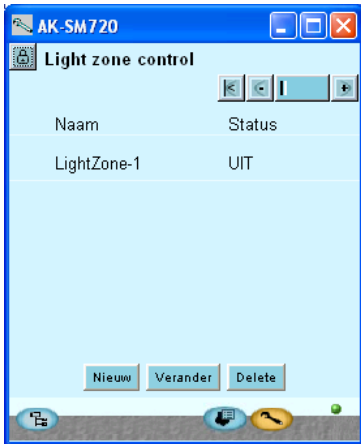 AK-SM720
Light zone control
Naam Status
LightZone-1 UIT
Nieuw Verander Delete